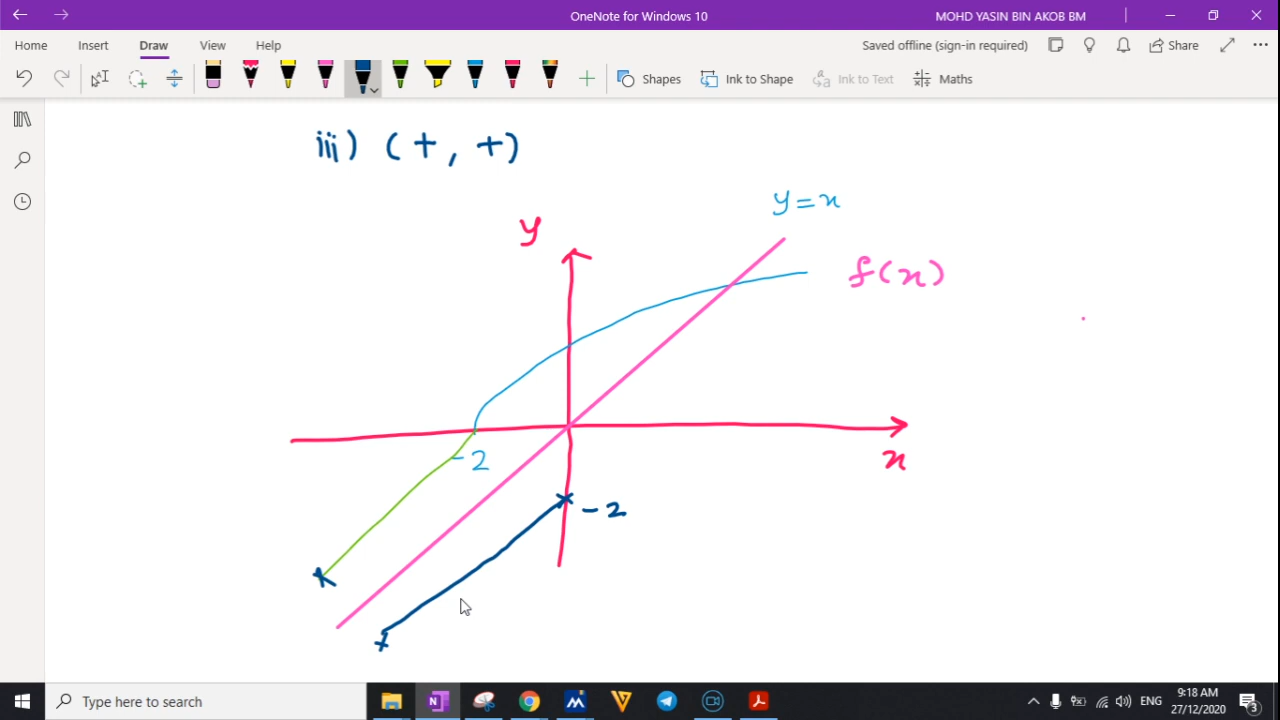 OneNote for Windows 10
MOHD YASIN BIN AKOB BM
Home Insert Draw View Help
Saved offline (sign-in required)
Share
Shapes
Ink to Shape
Ink to Text
Maths
iii) (+, +)
y = x
y
f(x)
-2
x
-2
Type here to search
ENG
9:18 AM
27/12/2020
3